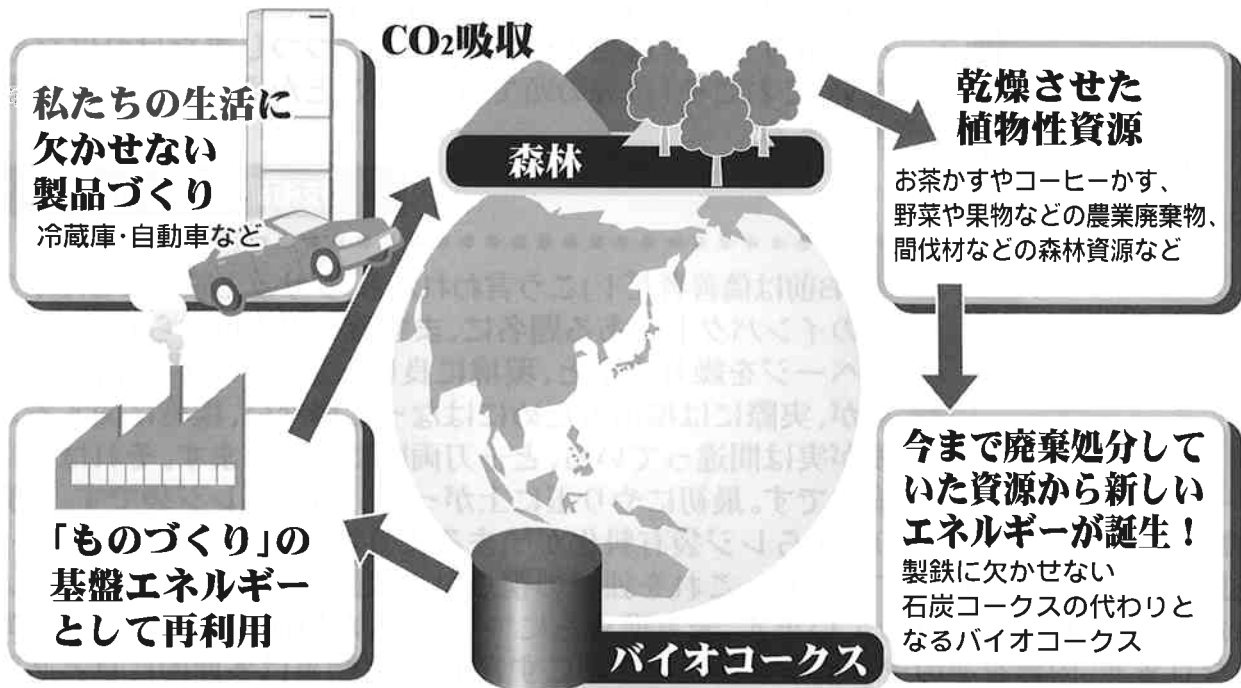 CO2吸収
森林
乾燥させた
植物性資源
お茶かすやコーヒーかす、
野菜や果物などの農業廃棄物、
間伐材などの森林資源など
今まで廃棄処分して
いた資源から新しい
エネルギーが誕生！
製鉄に欠かせない
石炭コークスの代わりと
なるバイオコークス
バイオコークス
「ものづくり」の
基盤エネルギー
として再利用
私たちの生活に
欠かせない
製品づくり
冷蔵庫・自動車など